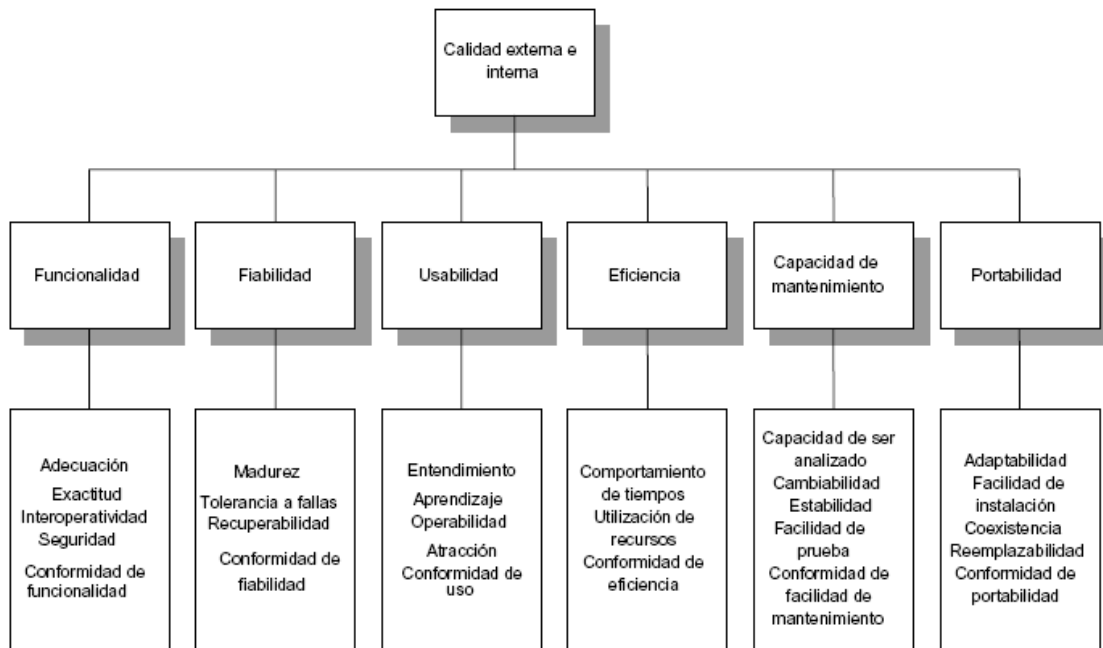 Calidad externa e
interna
Funcionalidad
Fiabilidad
Usabilidad
Eficiencia
Capacidad de
mantenimiento
Portabilidad
Adecuación
Exactitud
Interoperatividad
Seguridad
Conformidad de
funcionalidad
Madurez
Tolerancia a fallas
Recuperabilidad
Conformidad de
fiabilidad
Entendimiento
Aprendizaje
Operabilidad
Atracción
Conformidad de
uso
Comportamiento
de tiempos
Utilización de
recursos
Conformidad de
eficiencia
Capacidad de ser
analizado
Cambiabilidad
Estabilidad
Facilidad de
prueba
Conformidad de
facilidad de
mantenimiento
Adaptabilidad
Facilidad de
instalación
Coexistencia
Reemplazabilidad
Conformidad de
portabilidad